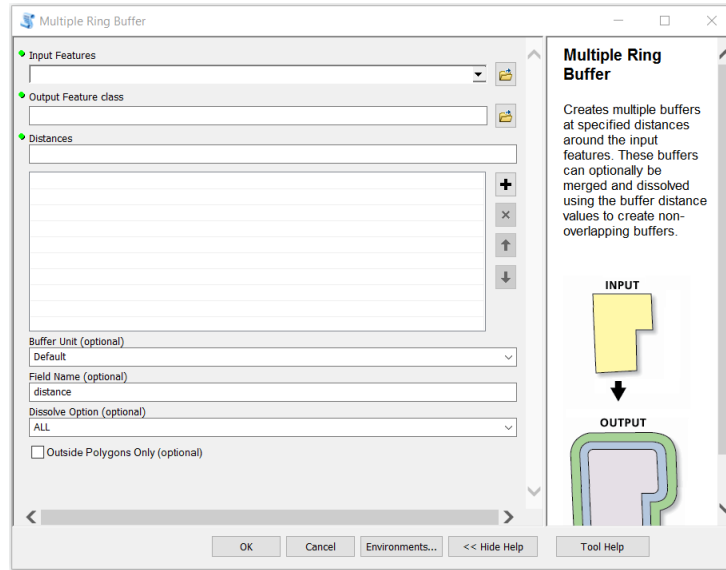 Multiple Ring Buffer
Input Features
Output Feature class
Distances
Buffer Unit (optional)
Default
Field Name (optional)
distance
Dissolve Option (optional)
ALL
Outside Polygons Only (optional)
OK
Cancel
Environments...
<< Hide Help
Tool Help
Multiple Ring
Buffer
Creates multiple buffers
at specified distances
around the input
features. These buffers
can optionally be
merged and dissolved
using the buffer distance
values to create non-
overlapping buffers.
INPUT
OUTPUT